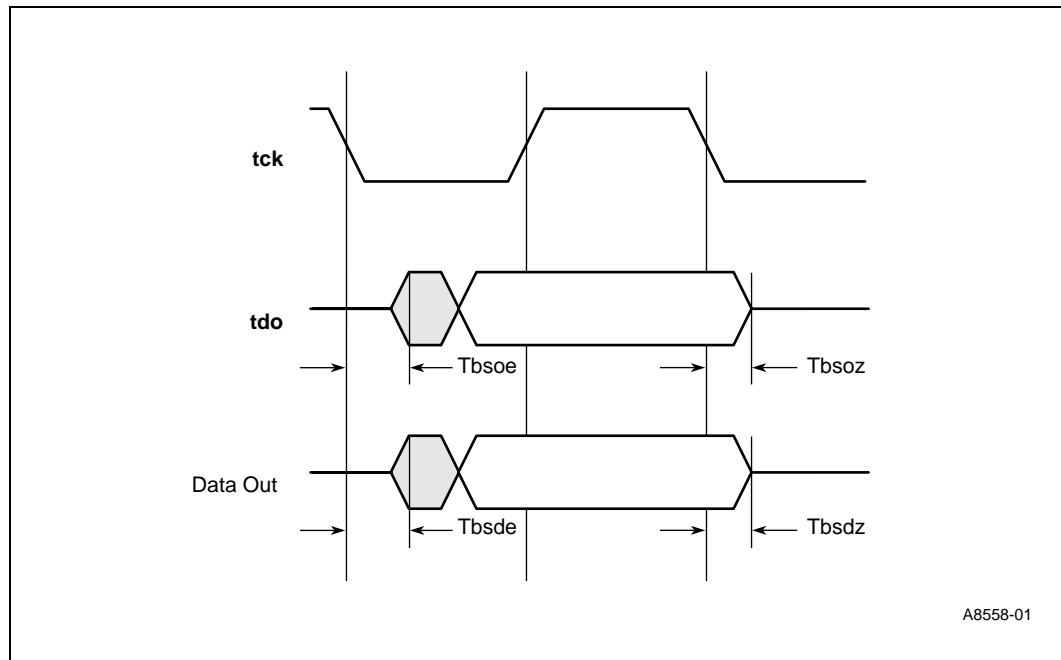 tck
tdo
Tbsoe
Tbsoz
Data Out
Tbsde
Tbsdz
A8558-01